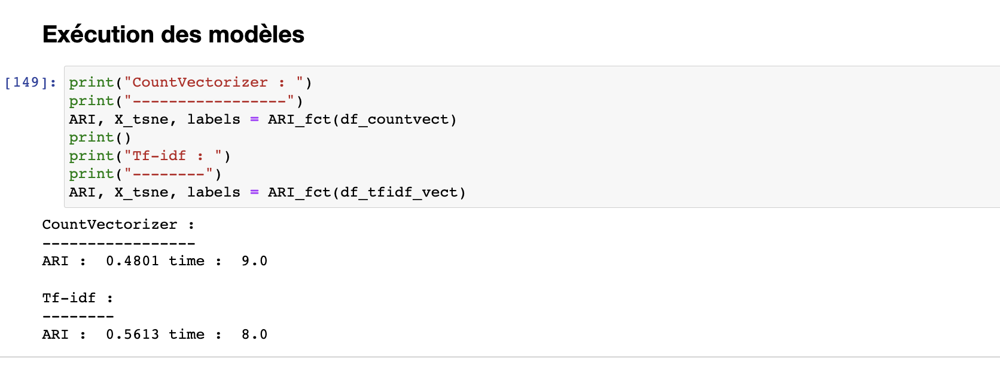 Exécution des modèles
[149]: print("CountVectorizer : ")
print("-----------------")
ARI, X_tsne, labels = ARI_fct(df_countvect)
print()
print("Tf-idf : ")
print("--------")
ARI, X_tsne, labels = ARI_fct(df_tfidf_vect)
CountVectorizer :
-----------------
ARI :  0.4801 time :  9.0
Tf-idf :
--------
ARI :  0.5613 time :  8.0